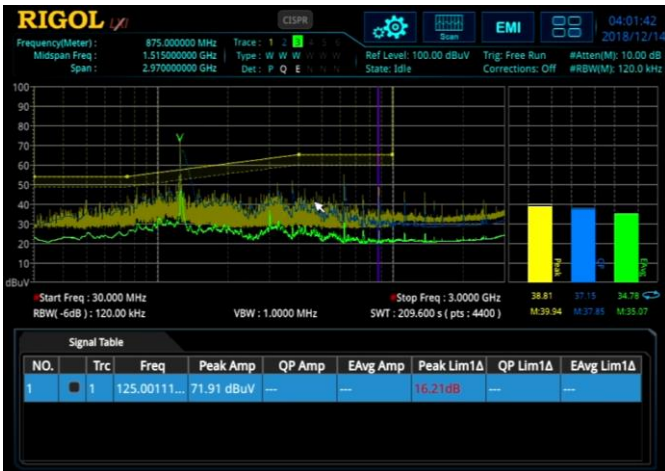 RIGOL LXI CISPR Scan EMI 04:01:42
2018/12/14
Frequency(Meter) : 875.000000 MHz Trace : 1 2 3 4 5 6 Ref Level: 100.00 dBuV Trig: Free Run #Atten(M): 10.00 dB
Midspan Freq : 1.515000000 GHz Type : W W W W W W State: Idle Corrections: Off #RBW(M): 120.0 kHz
Span : 2.970000000 GHz Det : P Q E N N N
100
90
80
70
60
50
40
30
20
10
dBuV
Peak QP EAvg
#Start Freq : 30.000 MHz #Stop Freq : 3.0000 GHz 38.81 37.15 34.78
RBW( -6dB ) : 120.00 kHz VBW : 1.0000 MHz SWT : 209.600 s ( pts : 4400 ) M:39.94 M:37.85 M:35.07
Signal Table
NO. Trc Freq Peak Amp QP Amp EAvg Amp Peak Lim1Δ QP Lim1Δ EAvg Lim1Δ
1 1 125.00111... 71.91 dBuV --- --- 16.21dB --- ---